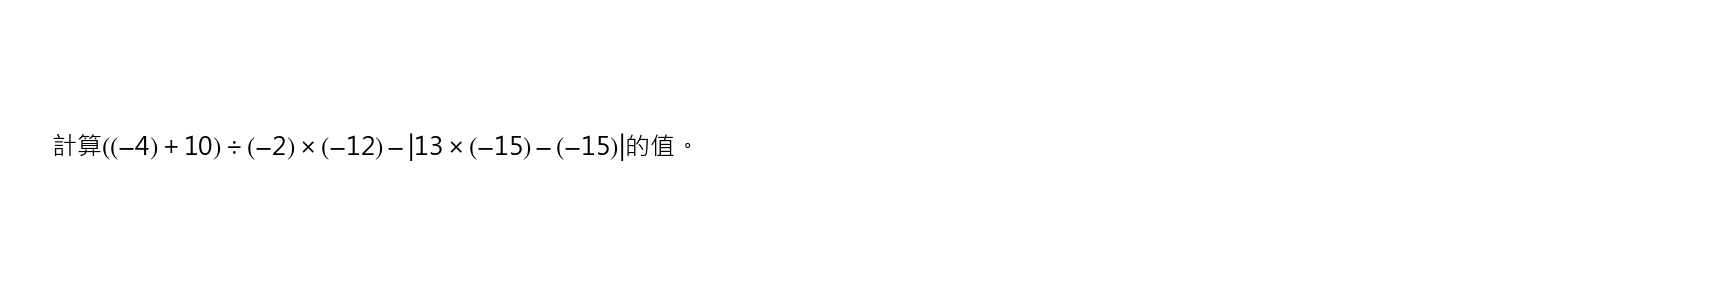 計算((−4) + 10) ÷ (−2) × (−12) − |13 × (−15) − (−15)|的值。